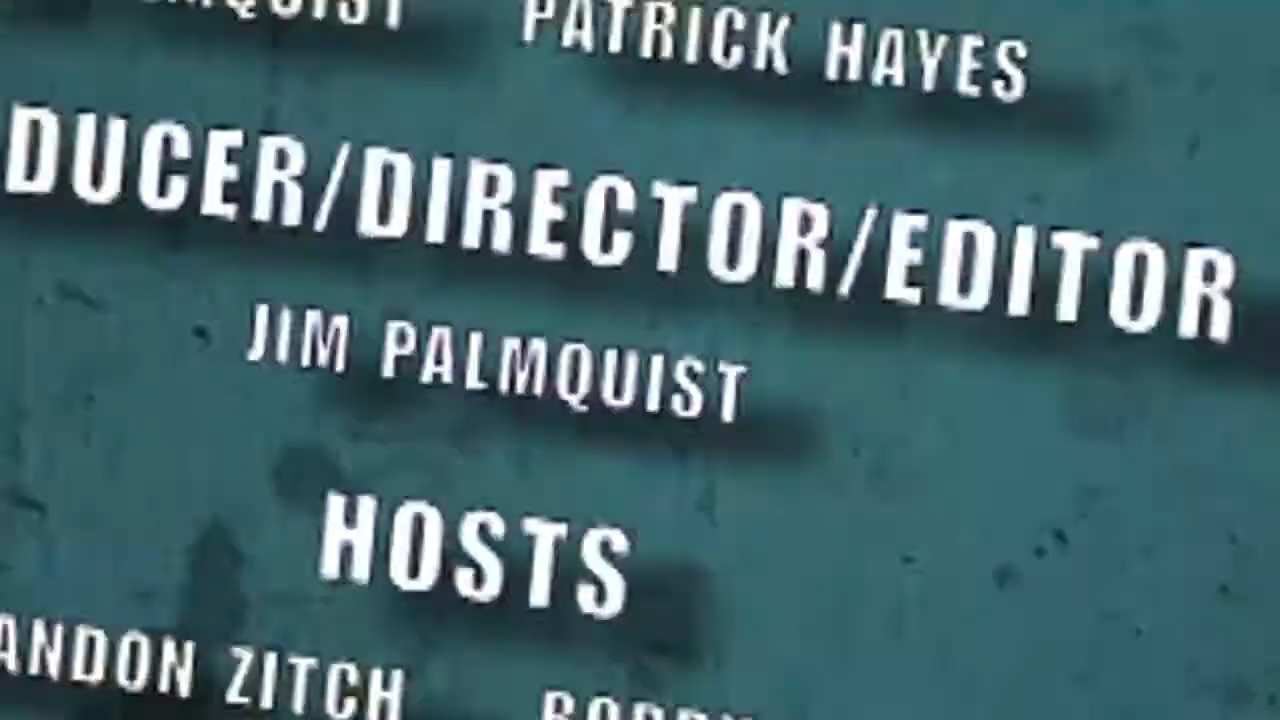 PATRICK HAYES
DUCER/DIRECTOR/EDITOR
JIM PALMQUIST
HOSTS
ANDON ZITCH